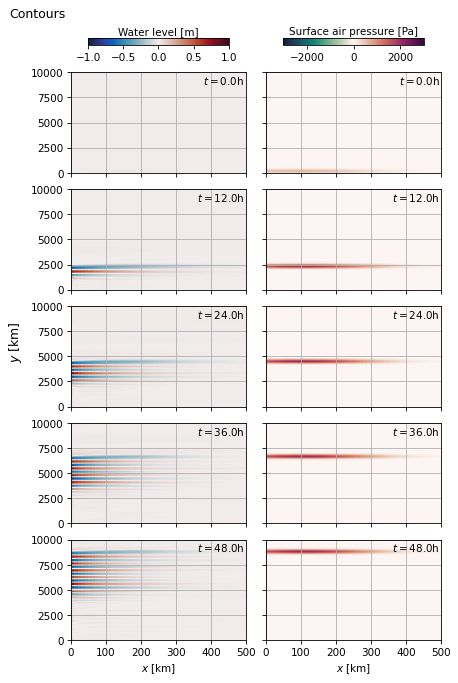 Contours
Water level [m]
Surface air pressure [Pa]
−1.0 −0.5 0.0 0.5 1.0
−2000 0 2000
10000
7500
5000
2500
0
t = 0.0h
t = 0.0h
10000
7500
5000
2500
0
t = 12.0h
t = 12.0h
10000
7500
5000
2500
0
t = 24.0h
t = 24.0h
y [km]
10000
7500
5000
2500
0
t = 36.0h
t = 36.0h
10000
7500
5000
2500
0
t = 48.0h
t = 48.0h
0 100 200 300 400 500
0 100 200 300 400 500
x [km]
x [km]